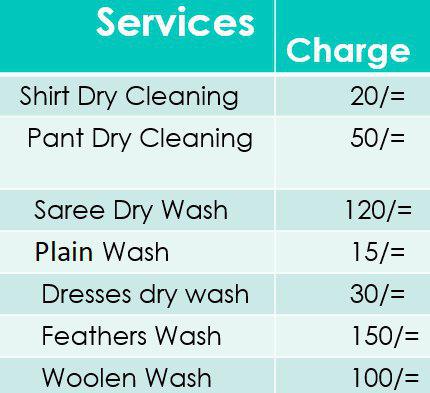 Services Charge
Shirt Dry Cleaning 20/=
Pant Dry Cleaning 50/=
Saree Dry Wash 120/=
Plain Wash 15/=
Dresses dry wash 30/=
Feathers Wash 150/=
Woolen Wash 100/=